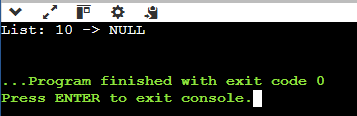 List: 10 -> NULL
...Program finished with exit code 0
Press ENTER to exit console.